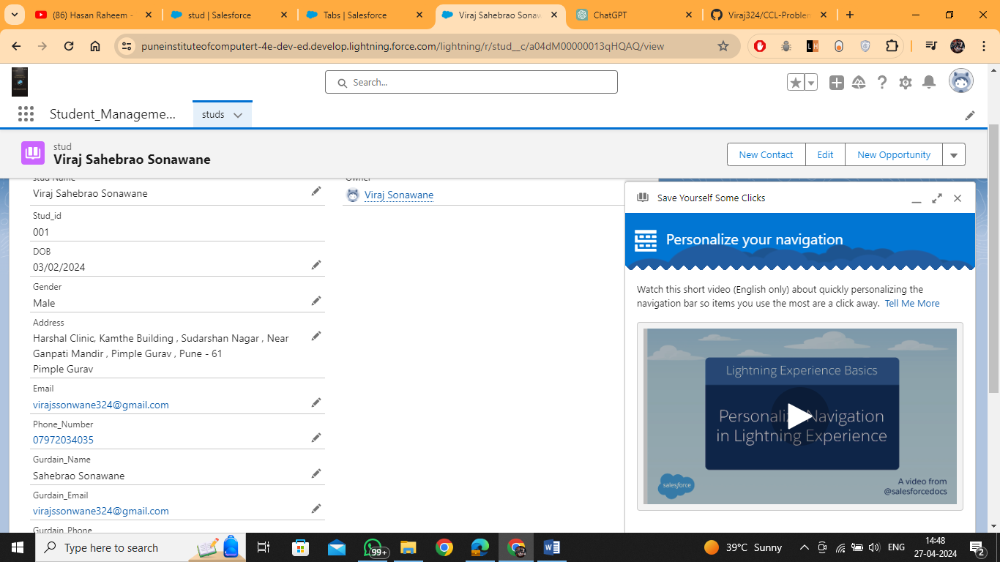 (86) Hasan Raheem -
stud | Salesforce
Tabs | Salesforce
Viraj Sahebrao Sonaw
ChatGPT
Viraj324/CCL-Problem
puneinstituteofcomputert-4e-dev-ed.develop.lightning.force.com/lightning/r/stud__c/a04dM00000013qHQAQ/view
Search...
Student_Manageme...
studs
stud
Viraj Sahebrao Sonawane
New Contact
Edit
New Opportunity
stud Name
Viraj Sahebrao Sonawane
Stud_id
001
DOB
03/02/2024
Gender
Male
Address
Harshal Clinic, Kamthe Building , Sudarshan Nagar , Near
Ganpati Mandir , Pimple Gurav , Pune - 61
Pimple Gurav
Email
virajssonwane324@gmail.com
Phone_Number
07972034035
Gurdain_Name
Sahebrao Sonawane
Gurdain_Email
virajssonwane324@gmail.com
Gurdain_Phone
Owner
Viraj Sonawane
Save Yourself Some Clicks
Personalize your navigation
Watch this short video (English only) about quickly personalizing the
navigation bar so items you use the most are a click away. Tell Me More
Lightning Experience Basics
Personalize Navigation
in Lightning Experience
salesforce
A video from
@salesforcedocs
Type here to search
99+
39°C Sunny
ENG
14:48
27-04-2024
2